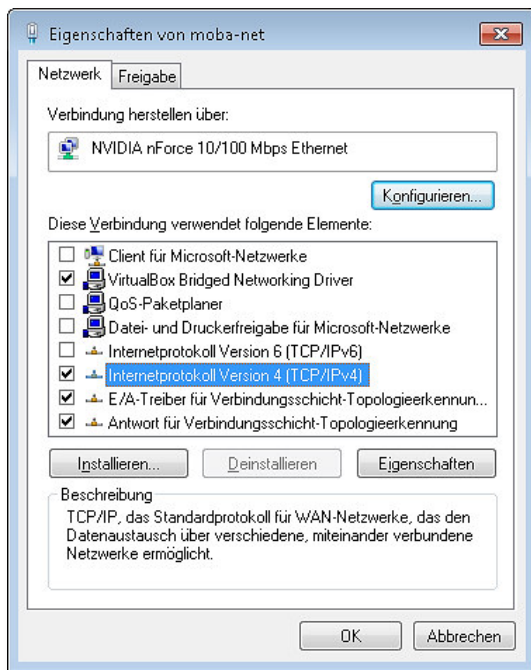 Eigenschaften von moba-net
Netzwerk
Freigabe
Verbindung herstellen über:
NVIDIA nForce 10/100 Mbps Ethernet
Konfigurieren...
Diese Verbindung verwendet folgende Elemente:
Client für Microsoft-Netzwerke
VirtualBox Bridged Networking Driver
QoS-Paketplaner
Datei- und Druckerfreigabe für Microsoft-Netzwerke
Internetprotokoll Version 6 (TCP/IPv6)
Internetprotokoll Version 4 (TCP/IPv4)
E/A-Treiber für Verbindungsschicht-Topologieerkennun...
Antwort für Verbindungsschicht-Topologieerkennung
Installieren...
Deinstallieren
Eigenschaften
Beschreibung
TCP/IP, das Standardprotokoll für WAN-Netzwerke, das den
Datenaustausch über verschiedene, miteinander verbundene
Netzwerke ermöglicht.
OK
Abbrechen